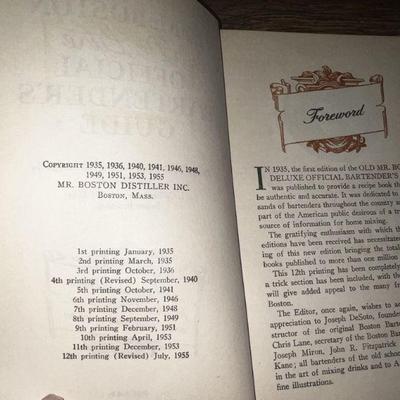 COPYRIGHT 1935, 1936, 1940, 1941, 1946, 1948,
1949, 1951, 1953, 1955
MR. BOSTON DISTILLER INC.
BOSTON, MASS.
1st printing January, 1935
2nd printing March, 1935
3rd printing October, 1936
4th printing (Revised) September, 1940
5th printing October, 1941
6th printing November, 1946
7th printing December, 1948
8th printing September, 1949
9th printing February, 1951
10th printing April, 1953
11th printing December, 1953
12th printing (Revised) July, 1955
Foreword
IN 1935, the first edition of the OLD MR. BO
DELUXE OFFICIAL BARTENDER'S
was published to provide a recipe book th
be authentic and accurate. It was dedicated to
sands of bartenders throughout the country a
part of the American public desirous of a tr
source of information for home mixing.
The gratifying enthusiasm with which th
editions have been received has necessitate
ing of this new edition bringing the total
books published to more than one million
This 12th printing has been completely
a trick section has been included, with
will give added appeal to the many fr
Boston.
The Editor, once again, wishes to ac
appreciation to Joseph DeSoto, found
structor of the original Boston Barte
Chris Lane, secretary of the Boston
Joseph Miron, John R. Fitzpatrick
Kane; all bartenders of the old schoo
in the art of mixing drinks and to A
fine illustrations.